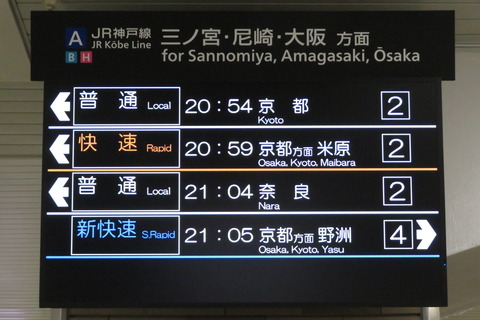 A JR神戸線 三ノ宮・尼崎・大阪 方面
B H JR Kōbe Line for Sannomiya, Amagasaki, Ōsaka
普通 Local 20:54 京都 2
Kyoto
快速 Rapid 20:59 京都方面 米原 2
Osaka, Kyoto, Maibara
普通 Local 21:04 奈良 2
Nara
新快速 S.Rapid 21:05 京都方面 野洲 4
Osaka, Kyoto, Yasu